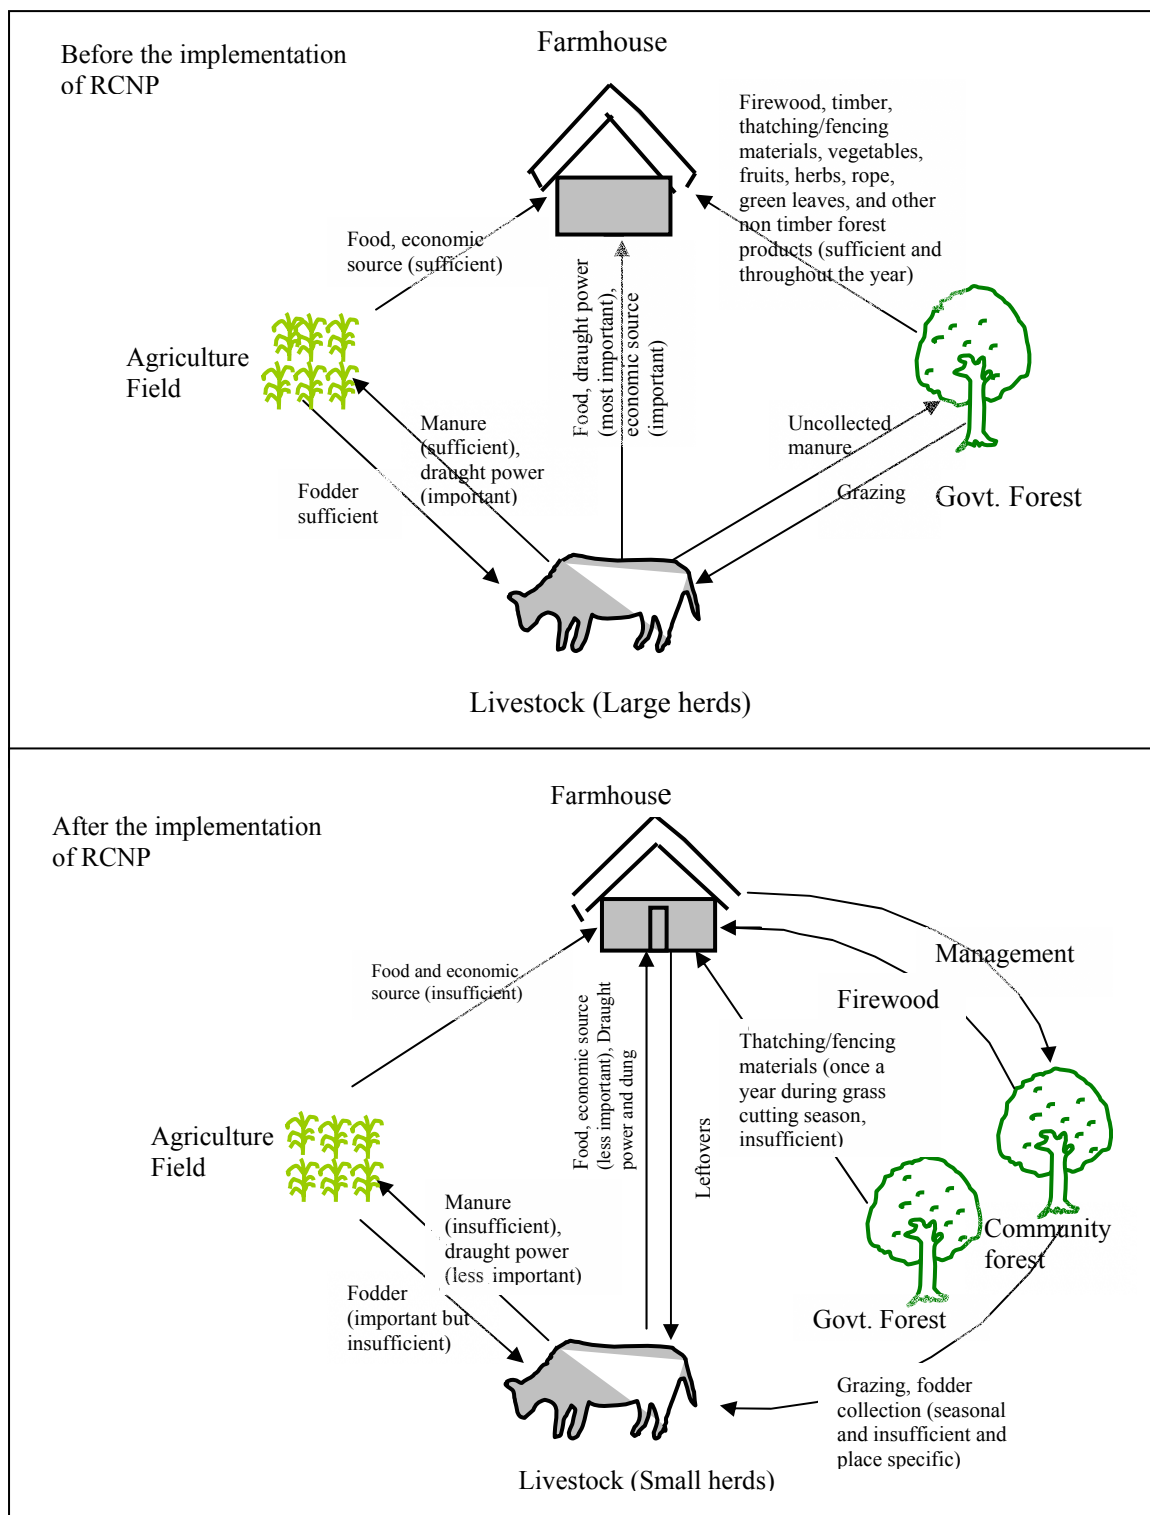 Before the implementation
of RCNP
Farmhouse
Firewood, timber,
thatching/fencing
materials, vegetables,
fruits, herbs, rope,
green leaves, and other
non timber forest
products (sufficient and
throughout the year)
Food, economic
source (sufficient)
Food, draught power
(most important),
economic source
(important)
Agriculture
Field
Manure
(sufficient),
draught power
(important)
Uncollected
manure
Fodder
sufficient
Grazing
Govt. Forest
Livestock (Large herds)
After the implementation
of RCNP
Farmhouse
Management
Food and economic
source (insufficient)
Firewood
Food, economic source
(less important), Draught
power and dung
Thatching/fencing
materials (once a
year during grass
cutting season,
insufficient)
Agriculture
Field
Leftovers
Manure
(insufficient),
draught power
(less important)
Community
forest
Fodder
(important but
insufficient)
Govt. Forest
Grazing, fodder
collection (seasonal
and insufficient and
place specific)
Livestock (Small herds)